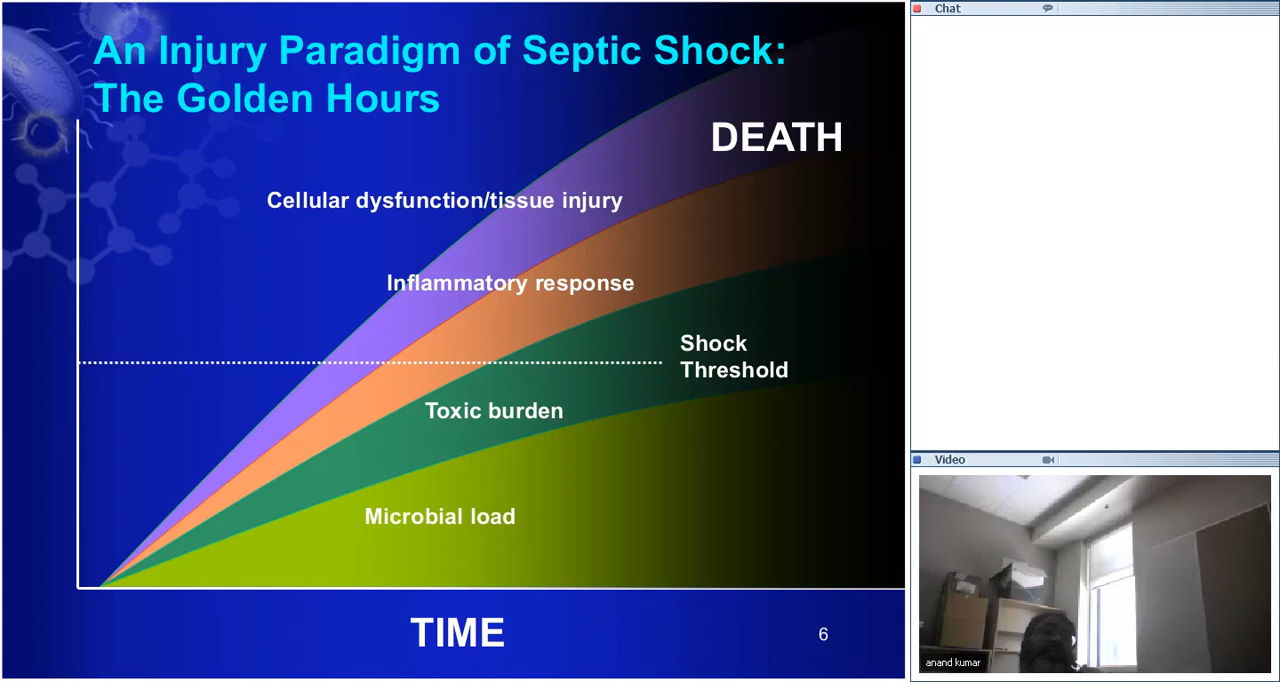 An Injury Paradigm of Septic Shock:
The Golden Hours
DEATH
Cellular dysfunction/tissue injury
Inflammatory response
Shock
Threshold
Toxic burden
Microbial load
TIME
6
Chat
Video
anand kumar